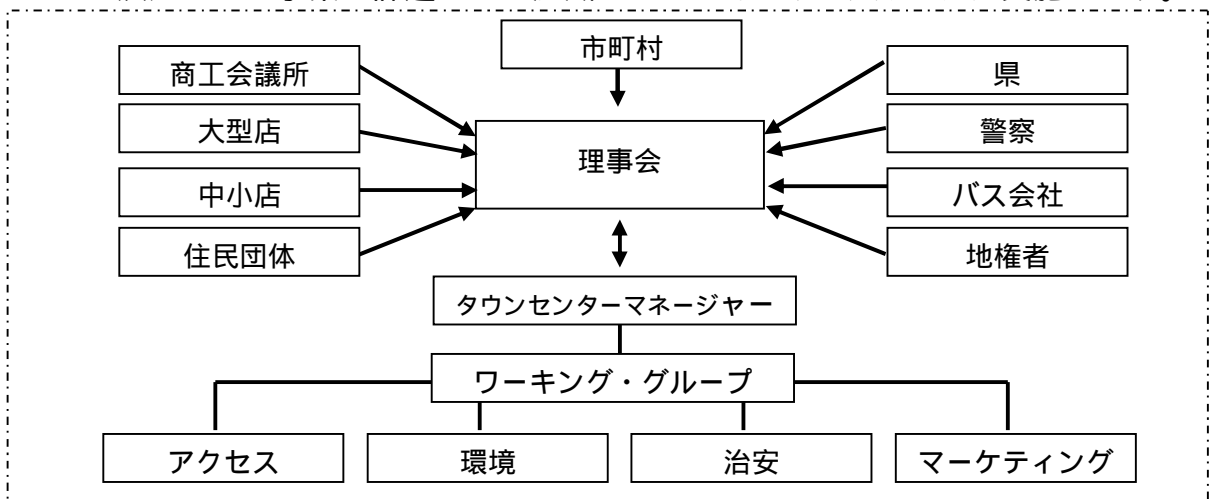 市町村
商工会議所
県
大型店
警察
理事会
中小店
バス会社
住民団体
地権者
タウンセンターマネージャー
ワーキング・グループ
アクセス
環境
治安
マーケティング